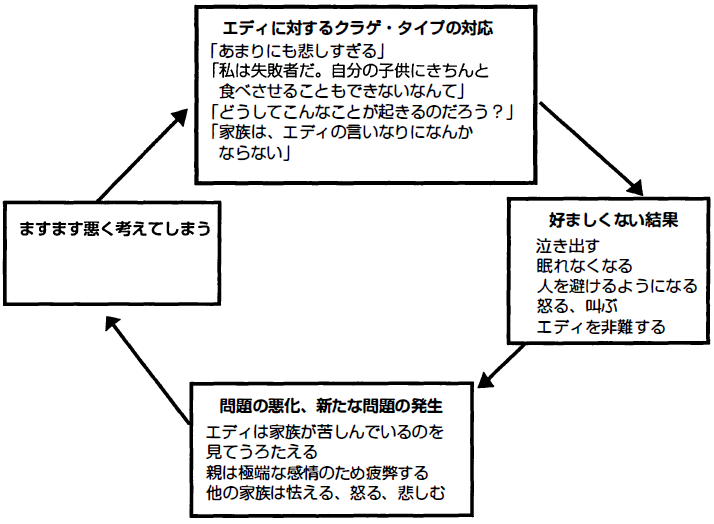 エディに対するクラゲ・タイプの対応
「あまりにも悲しすぎる」
「私は失敗者だ。自分の子供にきちんと
食べさせることもできないなんて」
「どうしてこんなことが起きるのだろう？」
「家族は、エディの言いなりになんか
ならない」
好ましくない結果
泣き出す
眠れなくなる
人を避けるようになる
怒る、叫ぶ
エディを非難する
問題の悪化、新たな問題の発生
エディは家族が苦しんでいるのを
見てうろたえる
親は極端な感情のため疲弊する
他の家族は怯える、怒る、悲しむ
ますます悪く考えてしまう